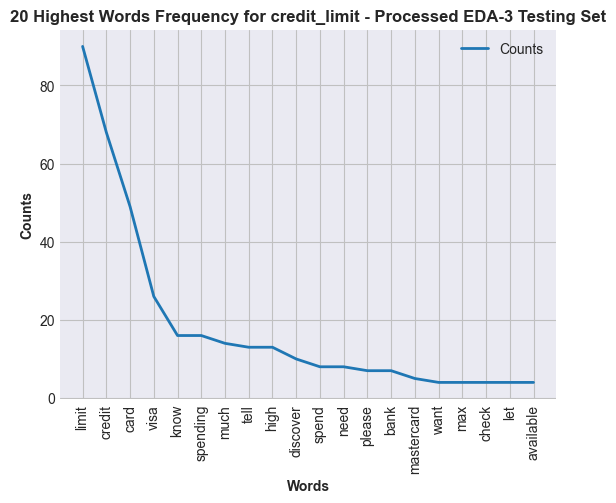 20 Highest Words Frequency for credit_limit - Processed EDA-3 Testing Set
Counts
80
60
40
20
0
Counts
limit
credit
card
visa
know
spending
much
tell
high
discover
spend
need
please
bank
mastercard
want
max
check
let
available
Words